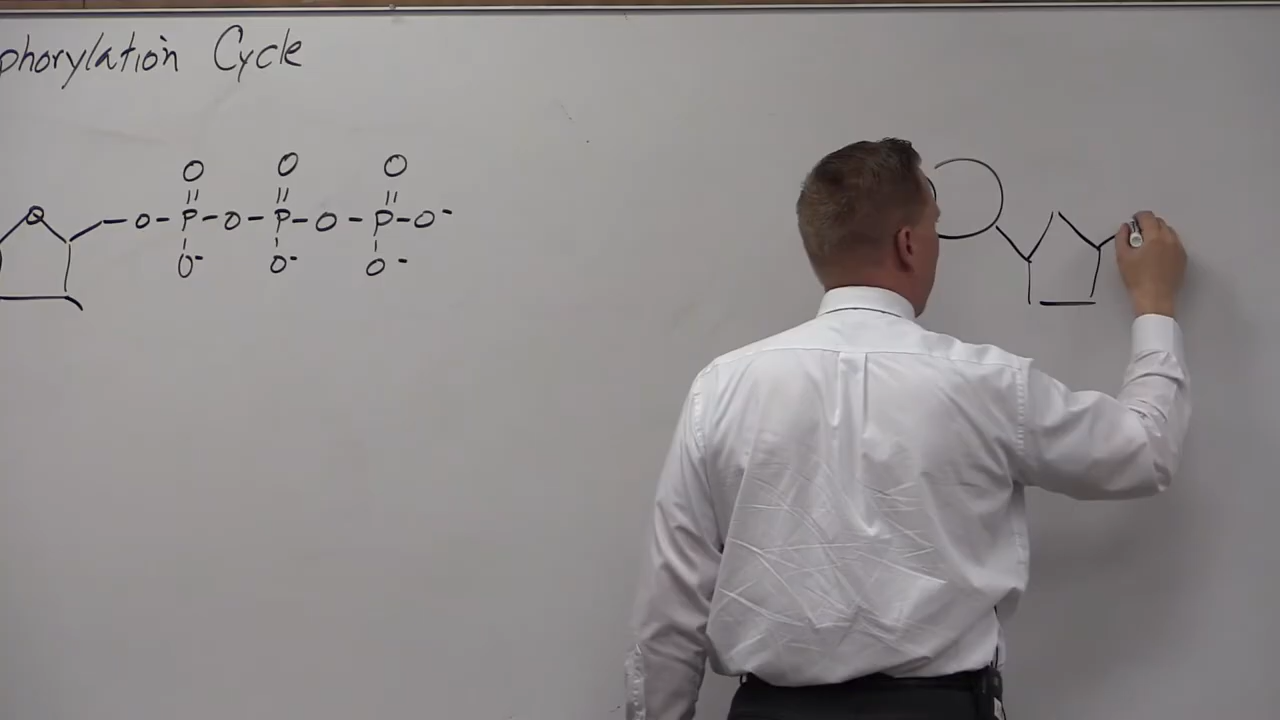 phorylation Cycle
O O O
O-P-O-P-O-P-O-
O- O- O-
O